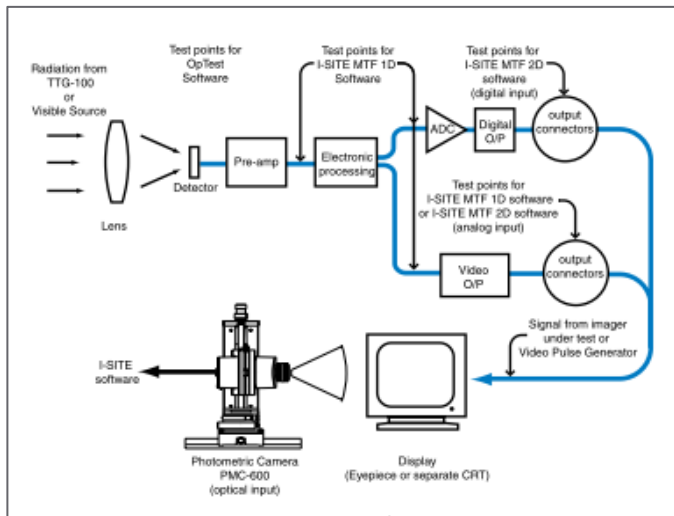 Radiation from
TTG-100
or
Visible Source
Lens
Test points for
OpTest
Software
Detector
Pre-amp
Test points for
I-SITE MTF 1D
Software
Electronic
processing
ADC
Digital
O/P
Test points for
I-SITE MTF 2D
software
(digital input)
output
connectors
Test points for
I-SITE MTF 1D software
or I-SITE MTF 2D software
(analog input)
Video
O/P
output
connectors
Signal from imager
under test or
Video Pulse Generator
I-SITE
software
Photometric Camera
PMC-600
(optical input)
Display
(Eyepiece or separate CRT)